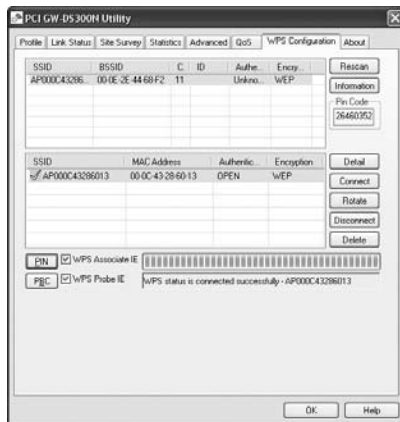 PCI GW-DS300N Utility
Profile Link Status Site Survey Statistics Advanced QoS WPS Configuration About
SSID BSSID C. ID Authe... Encry...
AP000C43286... 00-0E-2E-44-68-F2 11 Unkno... WEP
Rescan
Information
Pin Code
26460352
SSID MAC Address Authentic... Encryption
AP000C43286013 00-0C-43-28-60-13 OPEN WEP
Detail
Connect
Rotate
Disconnect
Delete
PIN WPS Associate IE
PBC WPS Probe IE WPS status is connected successfully - AP000C43286013
OK Help